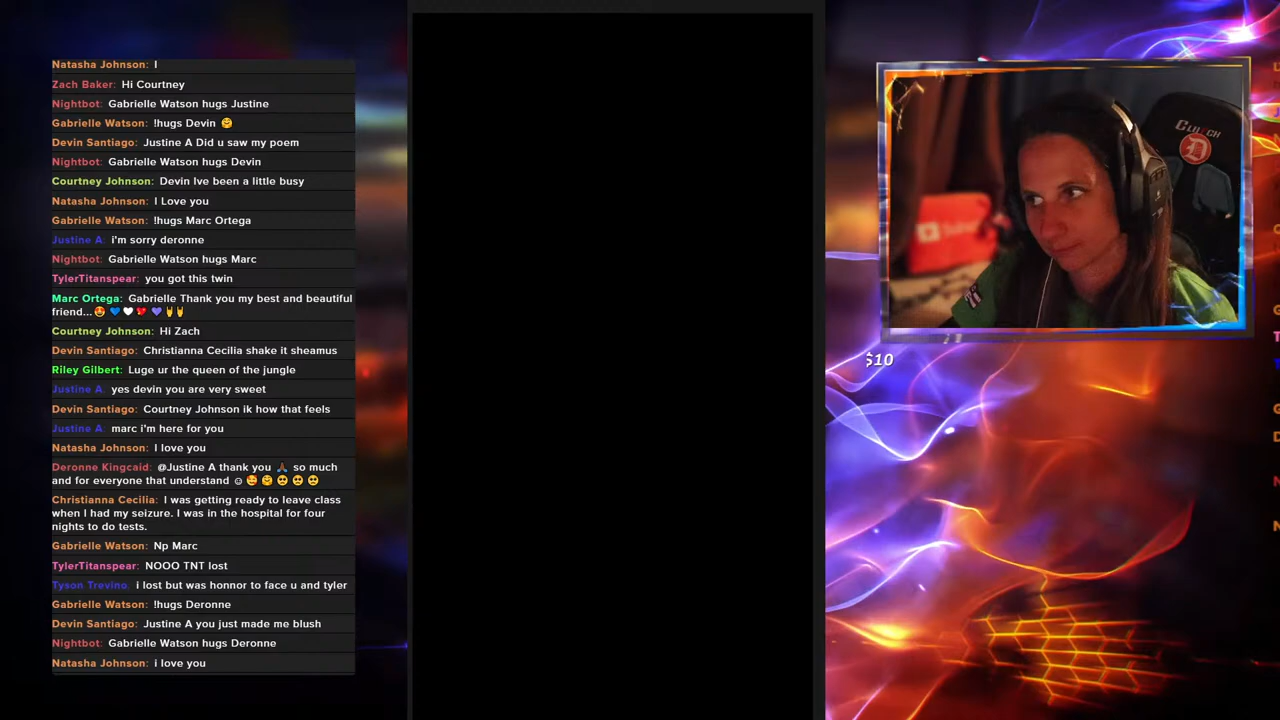 Natasha Johnson: I
Zach Baker: Hi Courtney
Nightbot: Gabrielle Watson hugs Justine
Gabrielle Watson: !hugs Devin 🤗
Devin Santiago: Justine A Did u saw my poem
Nightbot: Gabrielle Watson hugs Devin
Courtney Johnson: Devin Ive been a little busy
Natasha Johnson: I Love you
Gabrielle Watson: !hugs Marc Ortega
Justine A: i'm sorry deronne
Nightbot: Gabrielle Watson hugs Marc
TylerTitanspear: you got this twin
Marc Ortega: Gabrielle Thank you my best and beautiful
friend...😍 💙 🤍 💖 💜 🤘 🤘
Courtney Johnson: Hi Zach
Devin Santiago: Christianna Cecilia shake it sheamus
Riley Gilbert: Luge ur the queen of the jungle
Justine A: yes devin you are very sweet
Devin Santiago: Courtney Johnson ik how that feels
Justine A: marc i'm here for you
Natasha Johnson: I love you
Deronne Kingcaid: @Justine A thank you 🙏🏾 so much
and for everyone that understand ☺ 🤩 🤗 🥺 🥺 🥺
Christianna Cecilia: I was getting ready to leave class
when I had my seizure. I was in the hospital for four
nights to do tests.
Gabrielle Watson: Np Marc
TylerTitanspear: NOOO TNT lost
Tyson Trevino: i lost but was honnor to face u and tyler
Gabrielle Watson: !hugs Deronne
Devin Santiago: Justine A you just made me blush
Nightbot: Gabrielle Watson hugs Deronne
Natasha Johnson: i love you
CLUTCH
$10